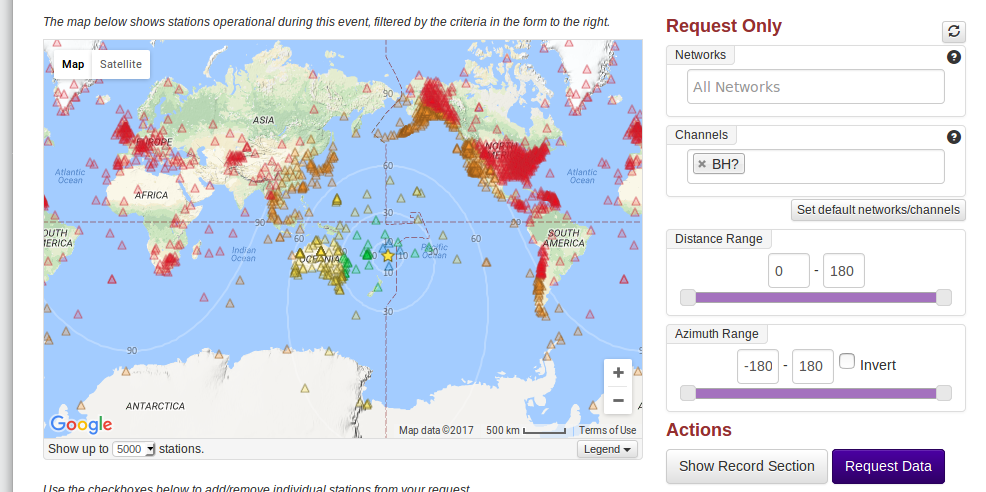 The map below shows stations operational during this event, filtered by the criteria in the form to the right.
Map Satellite
ASIA
EUROPE
AFRICA
Atlantic
Ocean
Indian
Ocean
OCEANIA
Pacific
Ocean
NORTH
Atlantic
Ocean
SOUTH
AMERICA
OUTH
MERICA
ANTARCTICA
90
60
30
30
60
30
10
10
10
60
30
90
+
−
Google
Map data ©2017 500 km Terms of Use
Show up to 5000 stations.
Legend
Use the checkboxes below to add/remove individual stations from your request.
Request Only
Networks
?
All Networks
Channels
?
× BH?
Set default networks/channels
Distance Range
0 - 180
Azimuth Range
-180 - 180 Invert
Actions
Show Record Section Request Data